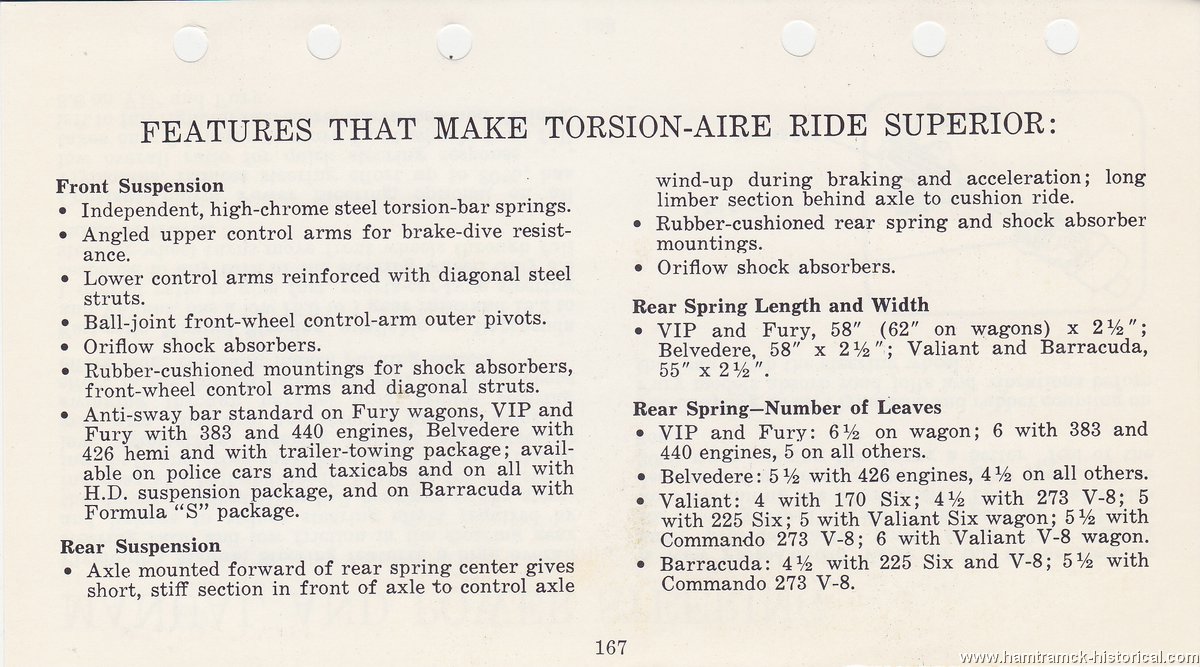 FEATURES THAT MAKE TORSION-AIRE RIDE SUPERIOR:
Front Suspension
• Independent, high-chrome steel torsion-bar springs.
• Angled upper control arms for brake-dive resist-
ance.
• Lower control arms reinforced with diagonal steel
struts.
• Ball-joint front-wheel control-arm outer pivots.
• Oriflow shock absorbers.
• Rubber-cushioned mountings for shock absorbers,
front-wheel control arms and diagonal struts.
• Anti-sway bar standard on Fury wagons, VIP and
Fury with 383 and 440 engines, Belvedere with
426 hemi and with trailer-towing package; avail-
able on police cars and taxicabs and on all with
H.D. suspension package, and on Barracuda with
Formula “S” package.
Rear Suspension
• Axle mounted forward of rear spring center gives
short, stiff section in front of axle to control axle
wind-up during braking and acceleration; long
limber section behind axle to cushion ride.
• Rubber-cushioned rear spring and shock absorber
mountings.
• Oriflow shock absorbers.
Rear Spring Length and Width
• VIP and Fury, 58″ (62″ on wagons) x 2½″;
Belvedere, 58″ x 2½″; Valiant and Barracuda,
55″ x 2½″.
Rear Spring—Number of Leaves
• VIP and Fury: 6½ on wagon; 6 with 383 and
440 engines, 5 on all others.
• Belvedere: 5½ with 426 engines, 4½ on all others.
• Valiant: 4 with 170 Six; 4½ with 273 V-8; 5
with 225 Six; 5 with Valiant Six wagon; 5½ with
Commando 273 V-8; 6 with Valiant V-8 wagon.
• Barracuda: 4½ with 225 Six and V-8; 5½ with
Commando 273 V-8.
167
www.hamtramck-historical.com